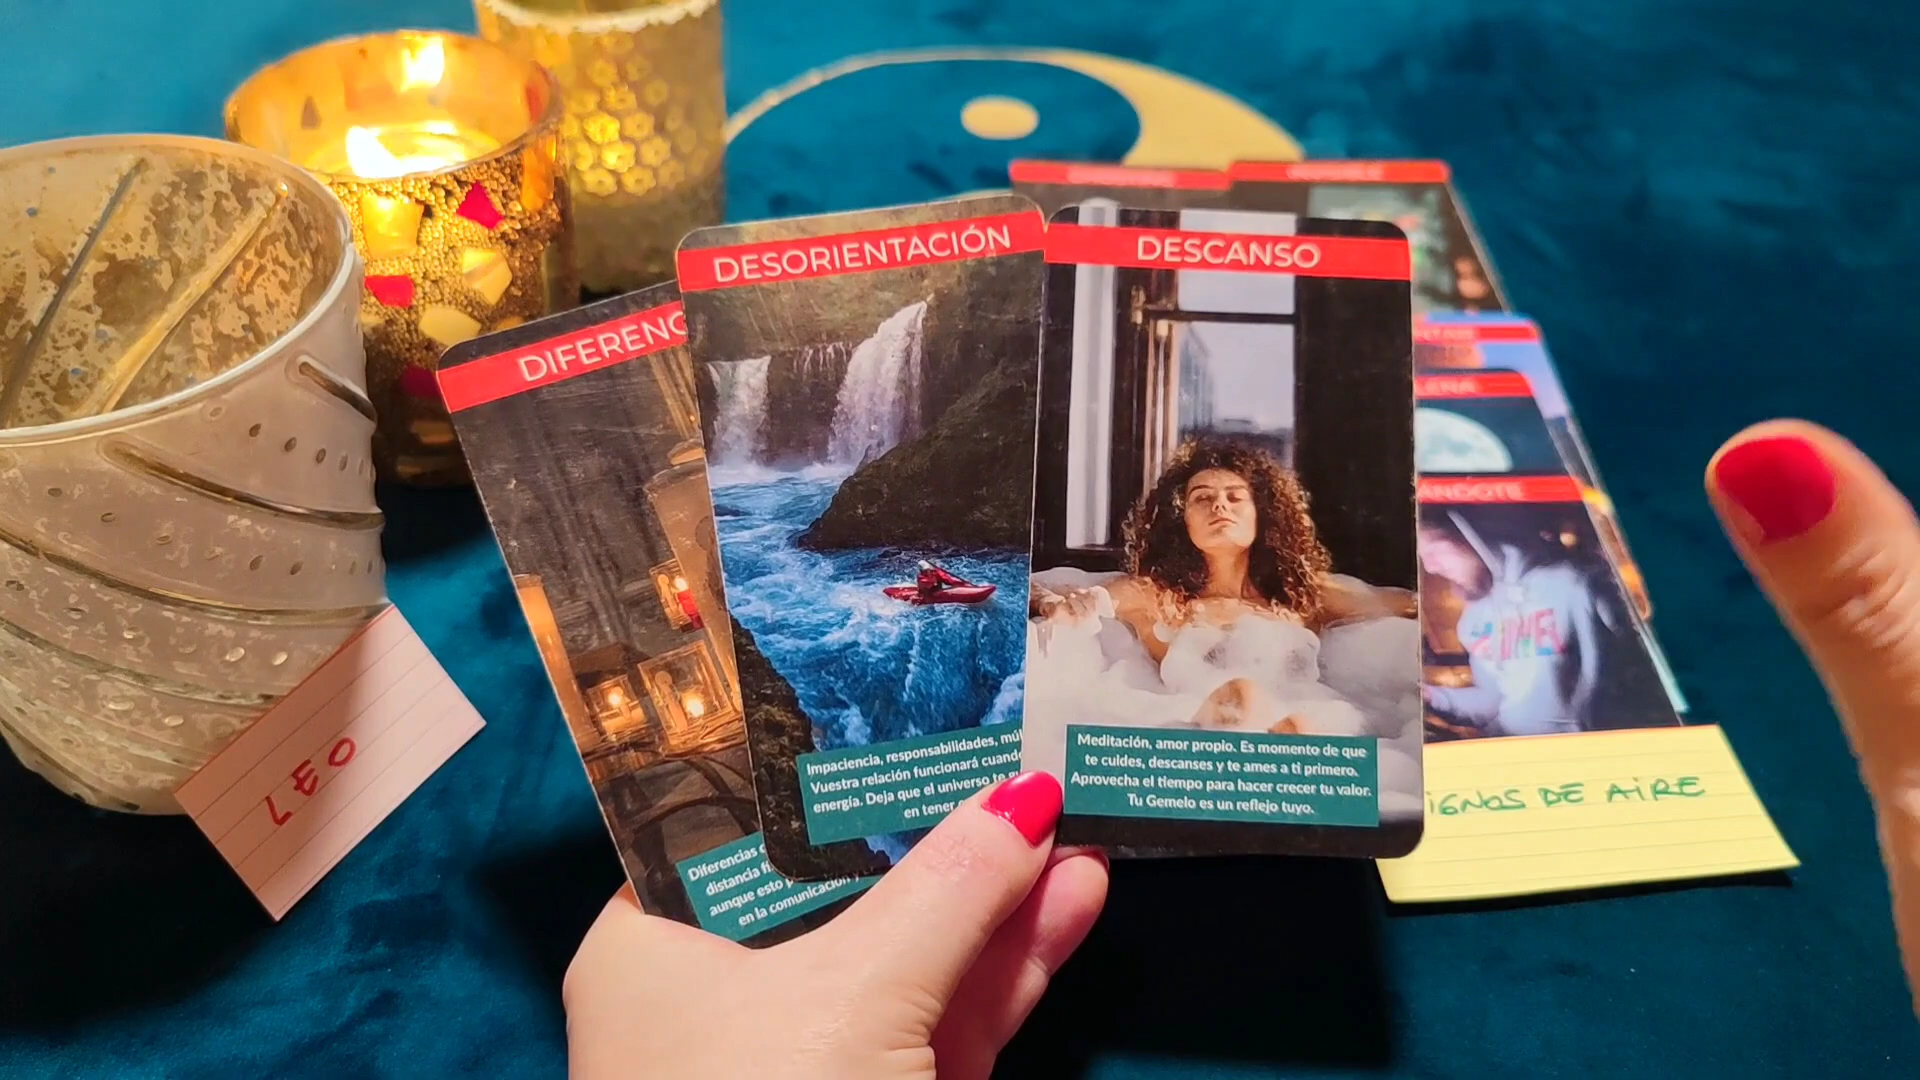 DIFERENC
DESORIENTACIÓN
DESCANSO
Diferencias
distancia
aunque esto
en la comunicación
Impaciencia, responsabilidades,
Vuestra relación funcionará
energía. Deja que el universo te
en tener
Meditación, amor propio. Es momento de que
te cuides, descanses y te ames a ti primero.
Aprovecha el tiempo para hacer crecer tu valor.
Tu Gemelo es un reflejo tuyo.
LEO
LENA
ÁNDOTE
IGNOS DE AiRE